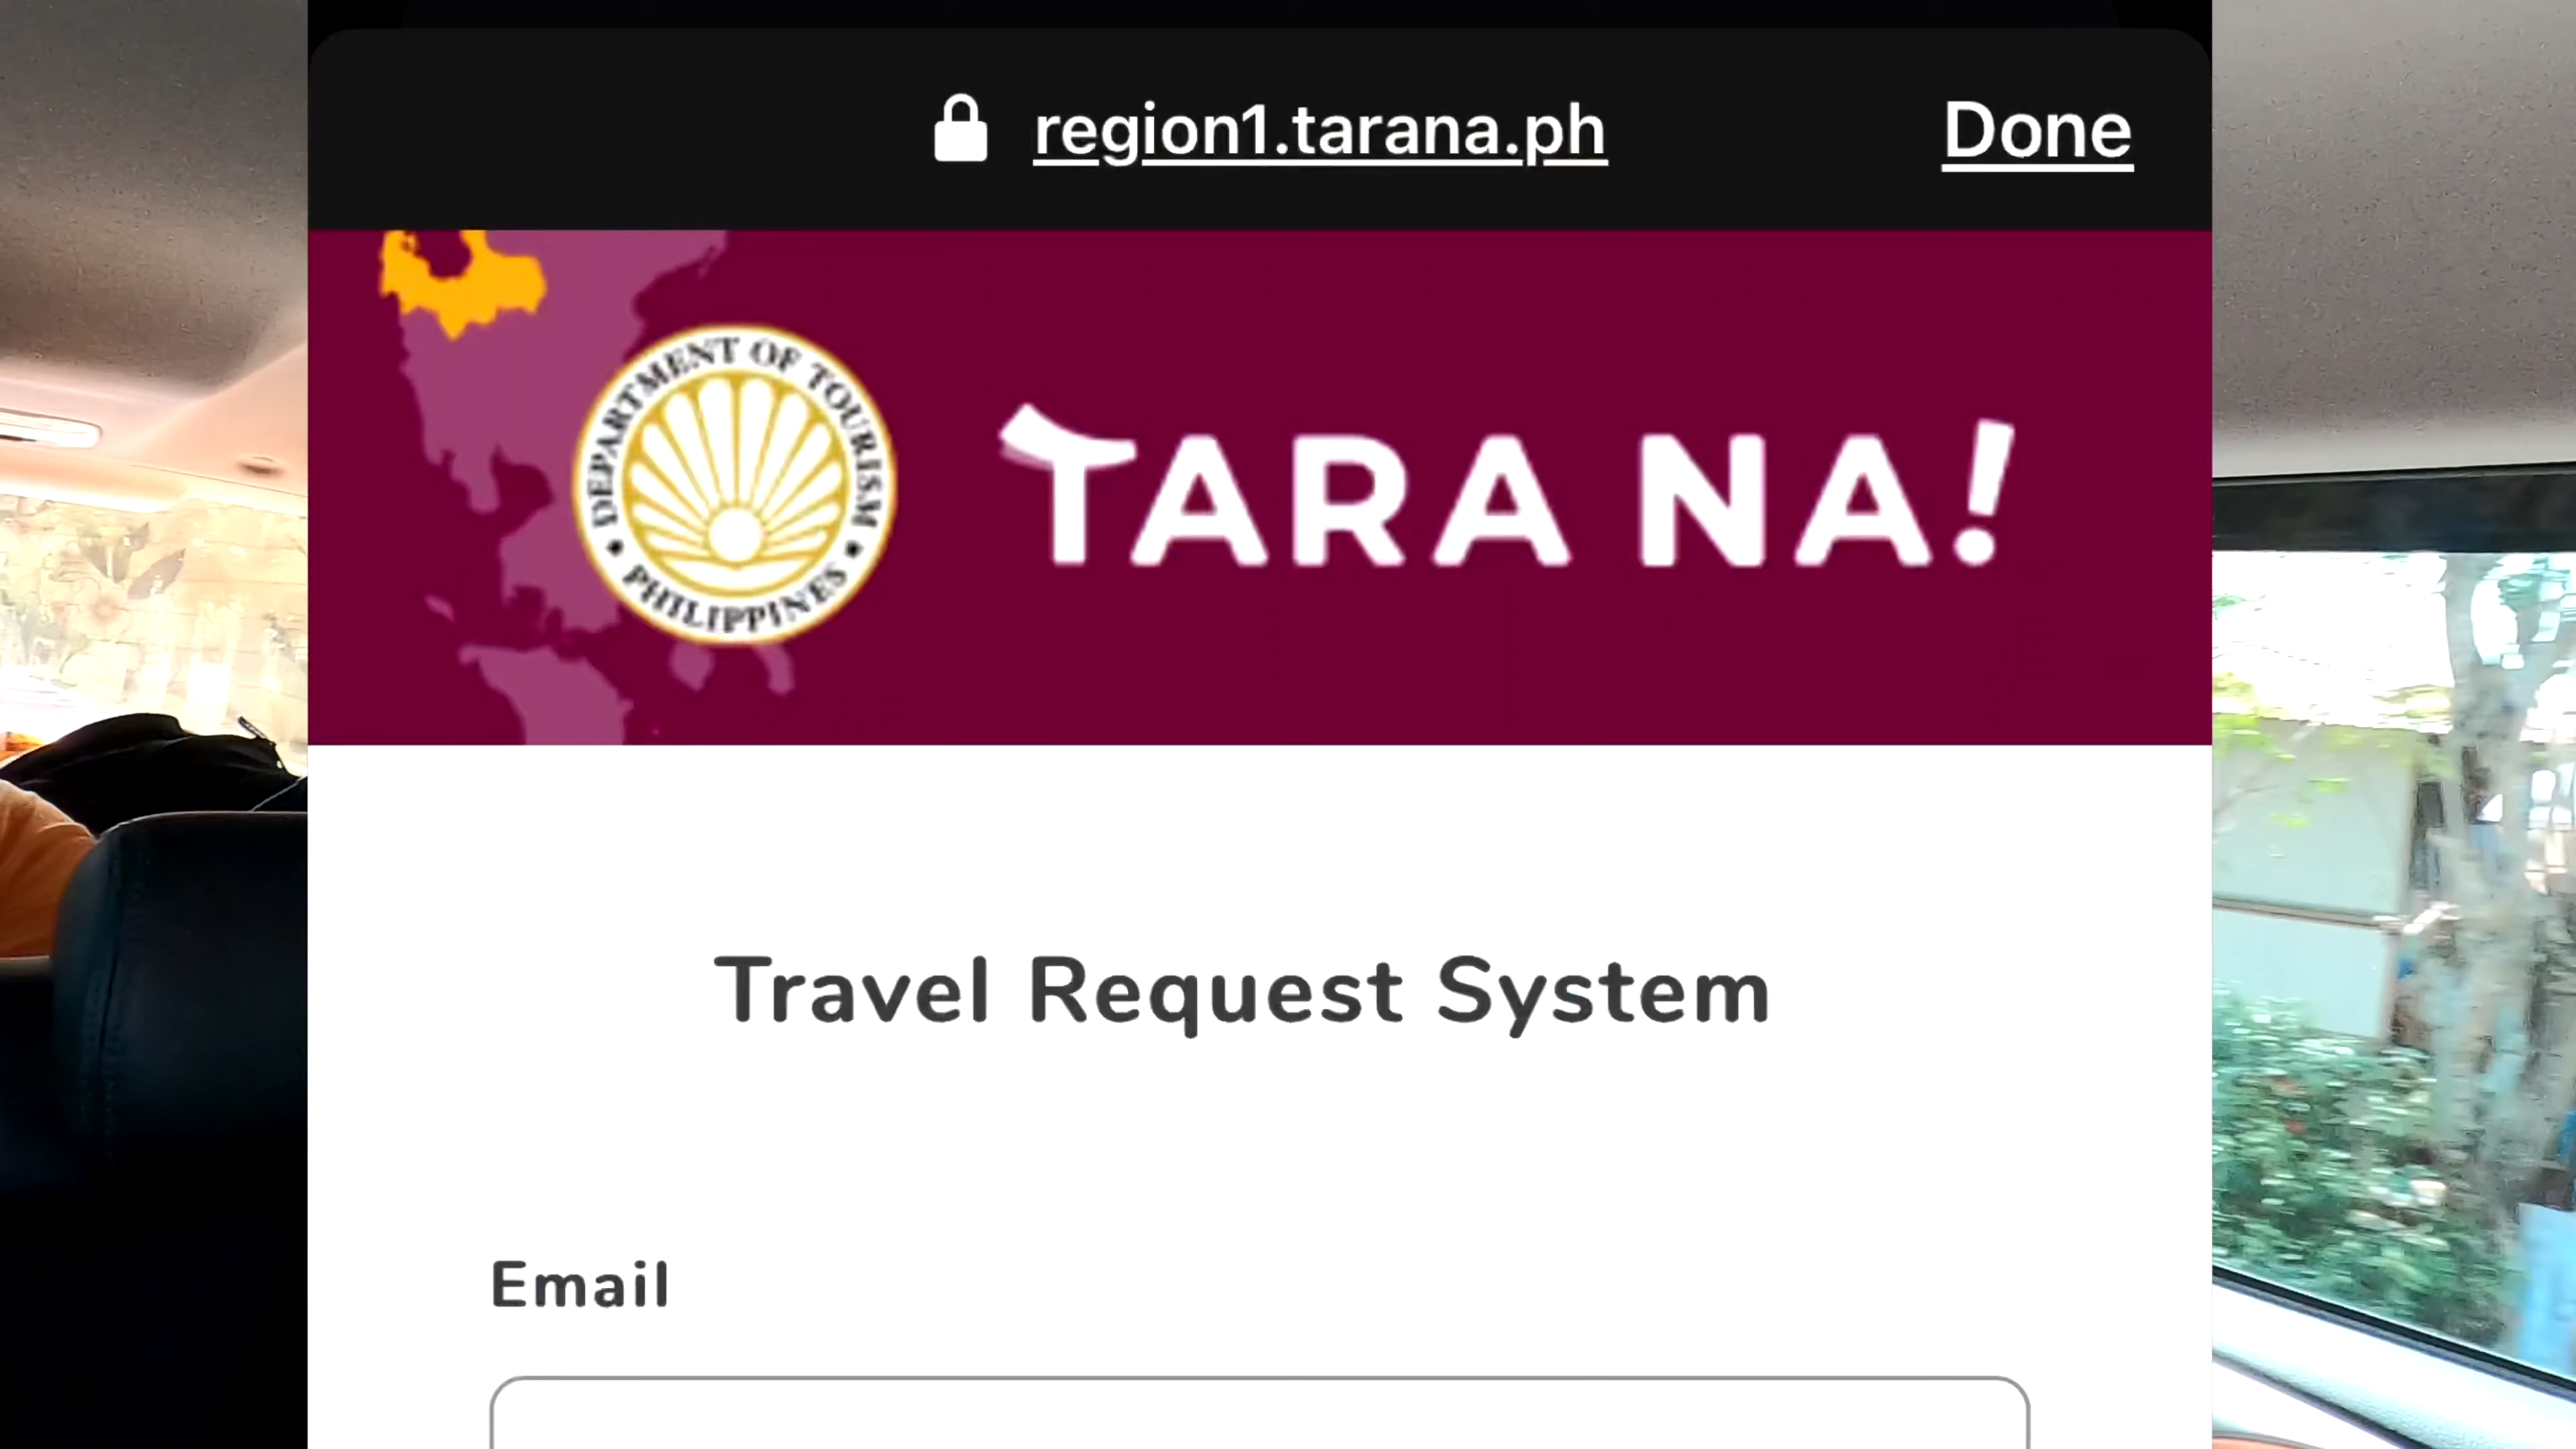 region1.tarana.ph
Done
DEPARTMENT OF TOURISM
PHILIPPINES
TARA NA!
Travel Request System
Email